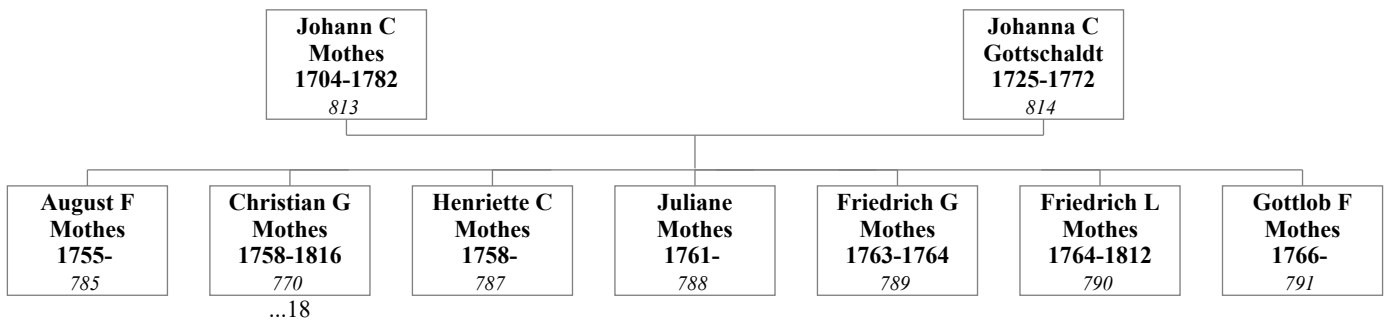 Johann C
Mothes
1704-1782
813
Johanna C
Gottschaldt
1725-1772
814
August F
Mothes
1755-
785
Christian G
Mothes
1758-1816
770
...18
Henriette C
Mothes
1758-
787
Juliane
Mothes
1761-
788
Friedrich G
Mothes
1763-1764
789
Friedrich L
Mothes
1764-1812
790
Gottlob F
Mothes
1766-
791